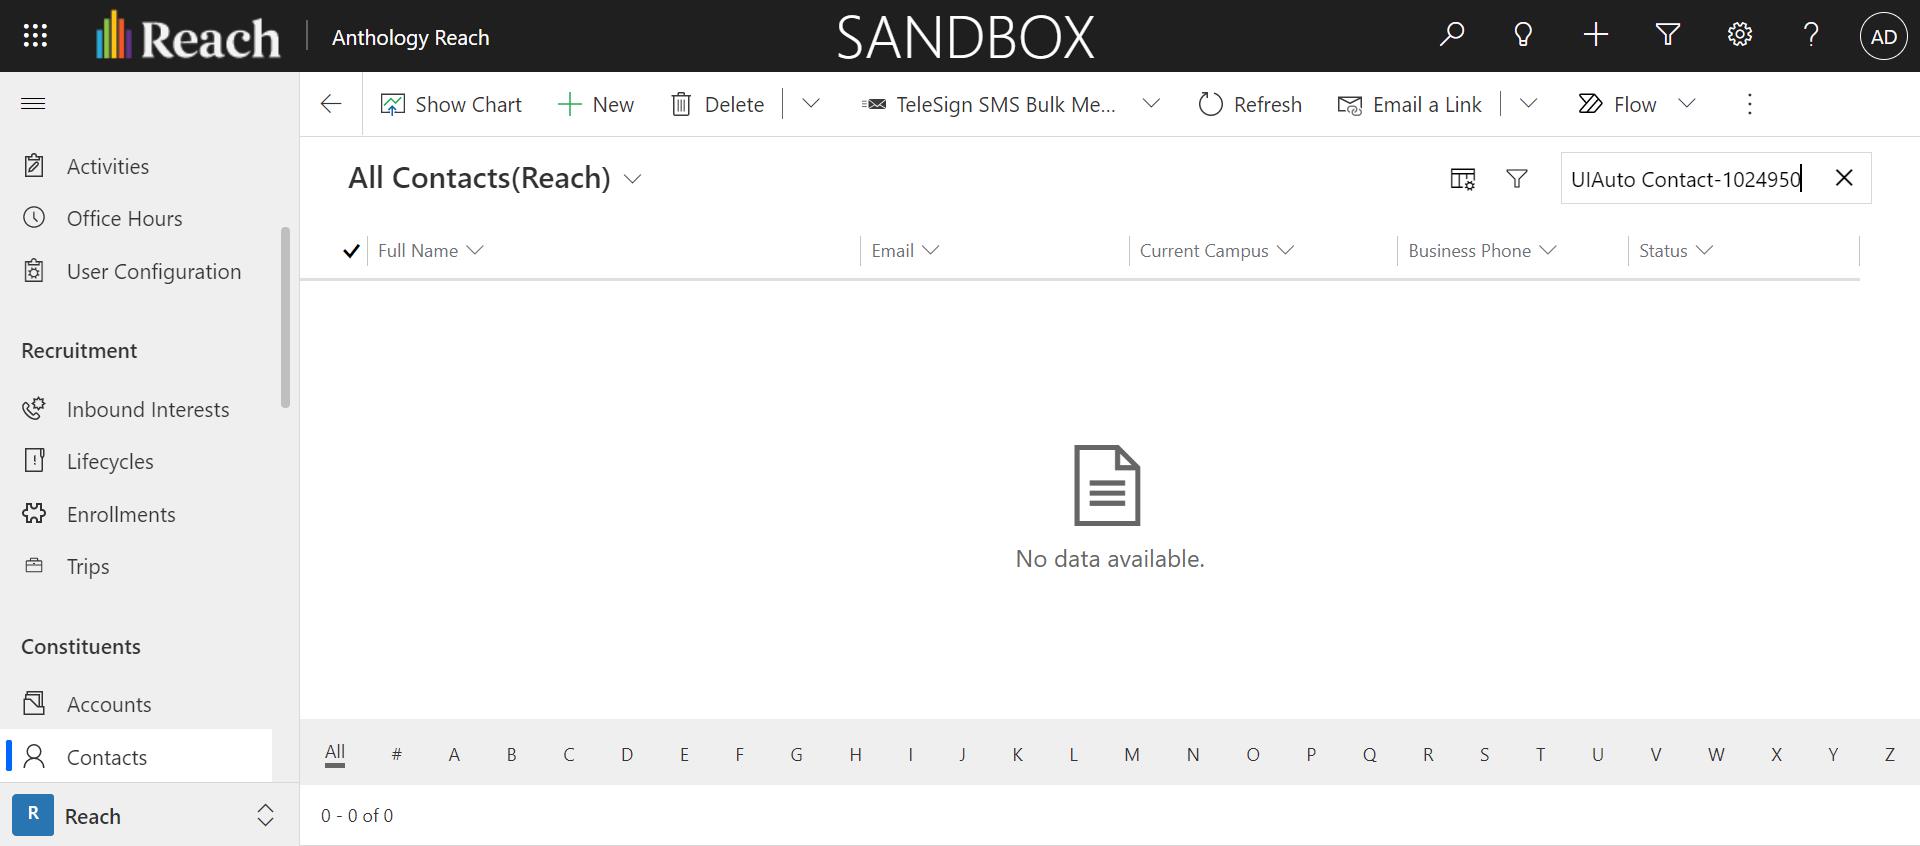 Reach
Anthology Reach
SANDBOX
AD
Show Chart
New
Delete
TeleSign SMS Bulk Me...
Refresh
Email a Link
Flow
Activities
Office Hours
User Configuration
Recruitment
Inbound Interests
Lifecycles
Enrollments
Trips
Constituents
Accounts
Contacts
R
Reach
All Contacts(Reach)
UIAuto Contact-1024950
Full Name
Email
Current Campus
Business Phone
Status
No data available.
All # A B C D E F G H I J K L M N O P Q R S T U V W X Y Z
0 - 0 of 0